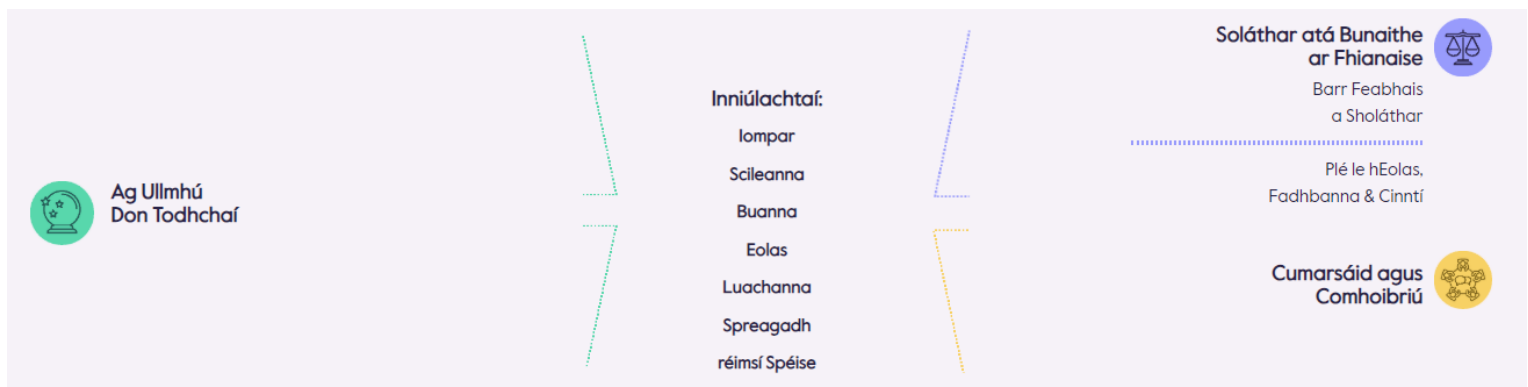 Ag Ullmhú
Don Todhchaí
Inniúlachtaí:
Iompar
Scileanna
Buanna
Eolas
Luachanna
Spreagadh
réimsí Spéise
Soláthar atá Bunaithe
ar Fhianaise
Barr Feabhais
a Sholáthar
Plé le hEolas,
Fadhbanna & Cinntí
Cumarsáid agus
Comhoibriú